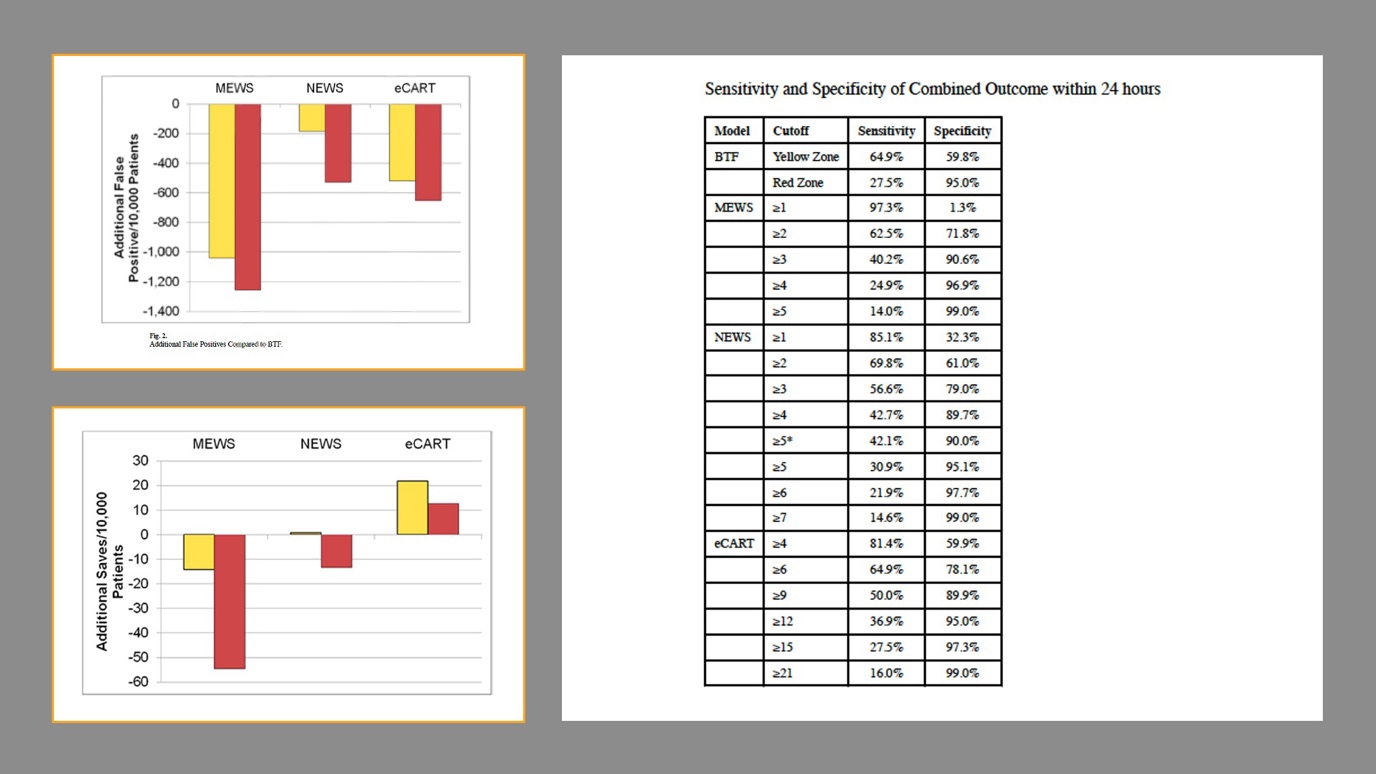 MEWS NEWS eCART
0
-200
-400
-600
-800
-1,000
-1,200
-1,400
Additional False
Positive/10,000 Patients
Fig. 2.
Additional False Positives Compared to BTF.
MEWS NEWS eCART
30
20
10
0
-10
-20
-30
-40
-50
-60
Additional Saves/10,000
Patients
Sensitivity and Specificity of Combined Outcome within 24 hours
Model Cutoff Sensitivity Specificity
BTF Yellow Zone 64.9% 59.8%
Red Zone 27.5% 95.0%
MEWS ≥1 97.3% 1.3%
≥2 62.5% 71.8%
≥3 40.2% 90.6%
≥4 24.9% 96.9%
≥5 14.0% 99.0%
NEWS ≥1 85.1% 32.3%
≥2 69.8% 61.0%
≥3 56.6% 79.0%
≥4 42.7% 89.7%
≥5* 42.1% 90.0%
≥5 30.9% 95.1%
≥6 21.9% 97.7%
≥7 14.6% 99.0%
eCART ≥4 81.4% 59.9%
≥6 64.9% 78.1%
≥9 50.0% 89.9%
≥12 36.9% 95.0%
≥15 27.5% 97.3%
≥21 16.0% 99.0%